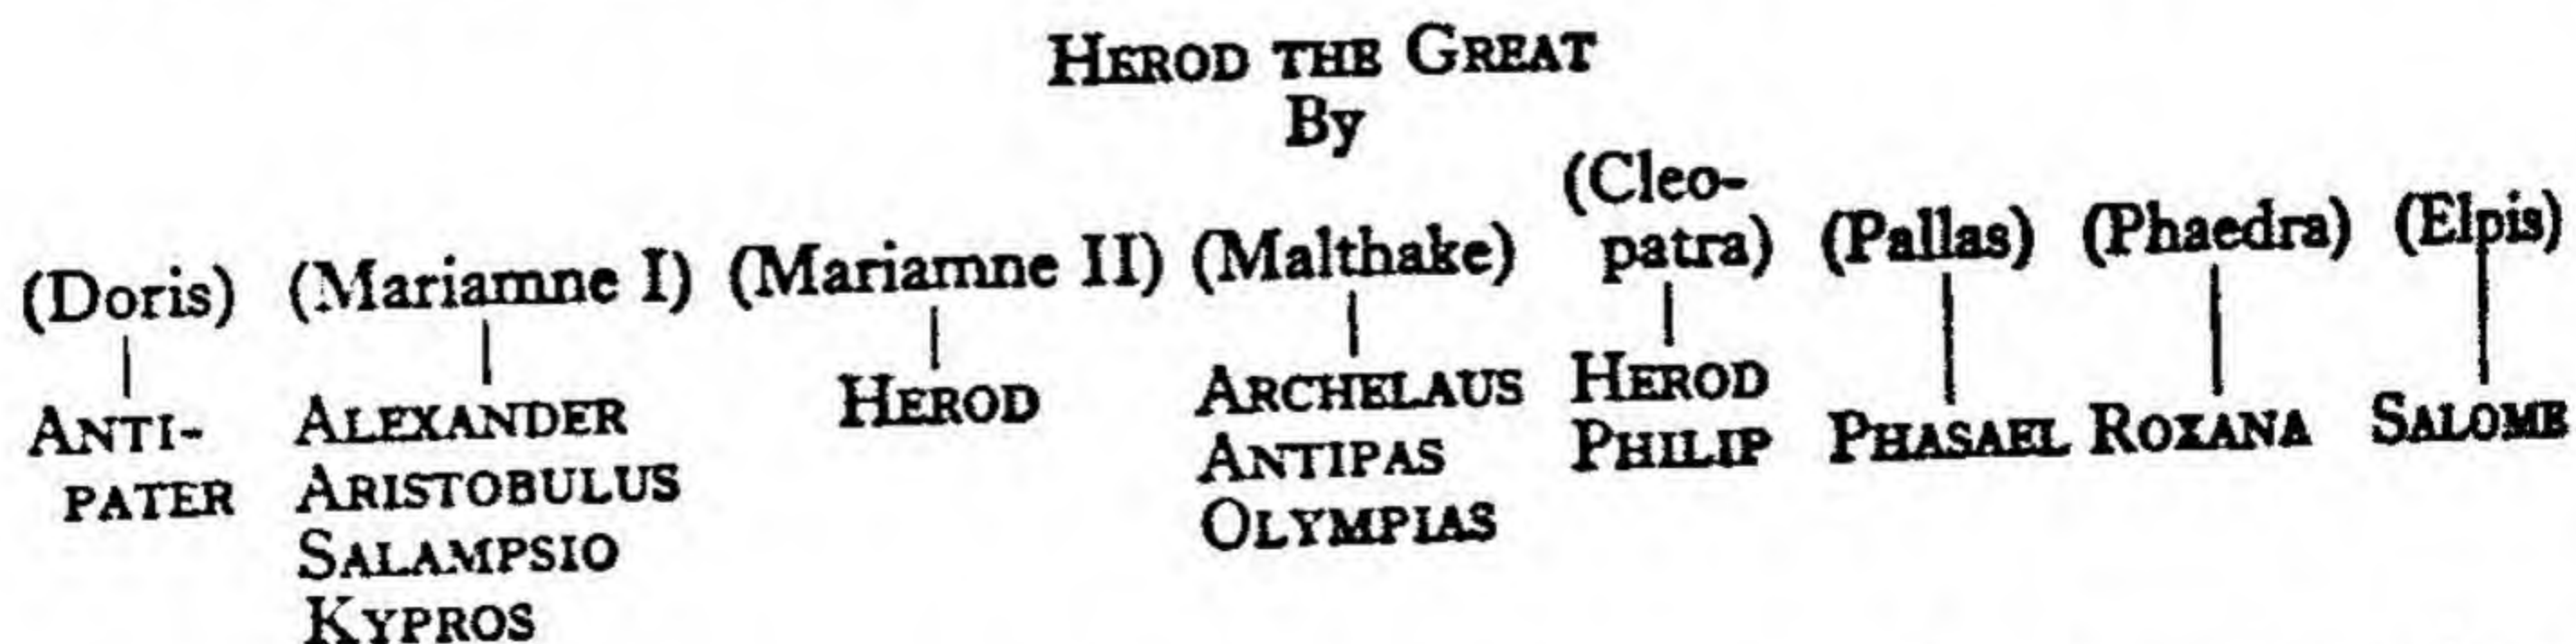 HEROD THE GREAT
By
(Doris) (Mariamne I) (Mariamne II) (Malthake) (Cleo-
patra) (Pallas) (Phaedra) (Elpis)
ANTI-
PATER
ALEXANDER
ARISTOBULUS
SALAMPSIO
KYPROS
HEROD
ARCHELAUS
ANTIPAS
OLYMPIAS
HEROD
PHILIP
PHASAEL
ROXANA
SALOME